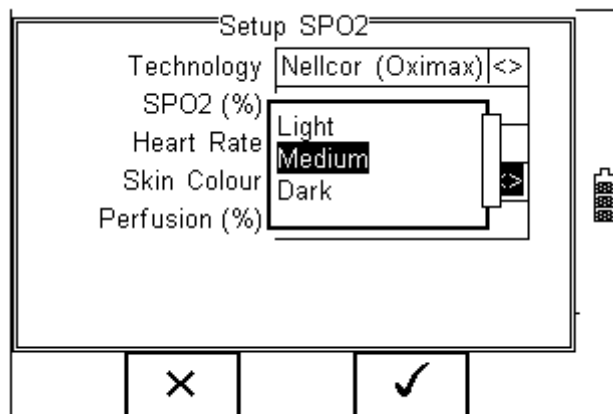 Setup SPO2
Technology Nellcor (Oximax) <>
SPO2 (%)
Light
Heart Rate
Medium
Skin Colour <>
Dark
Perfusion (%)